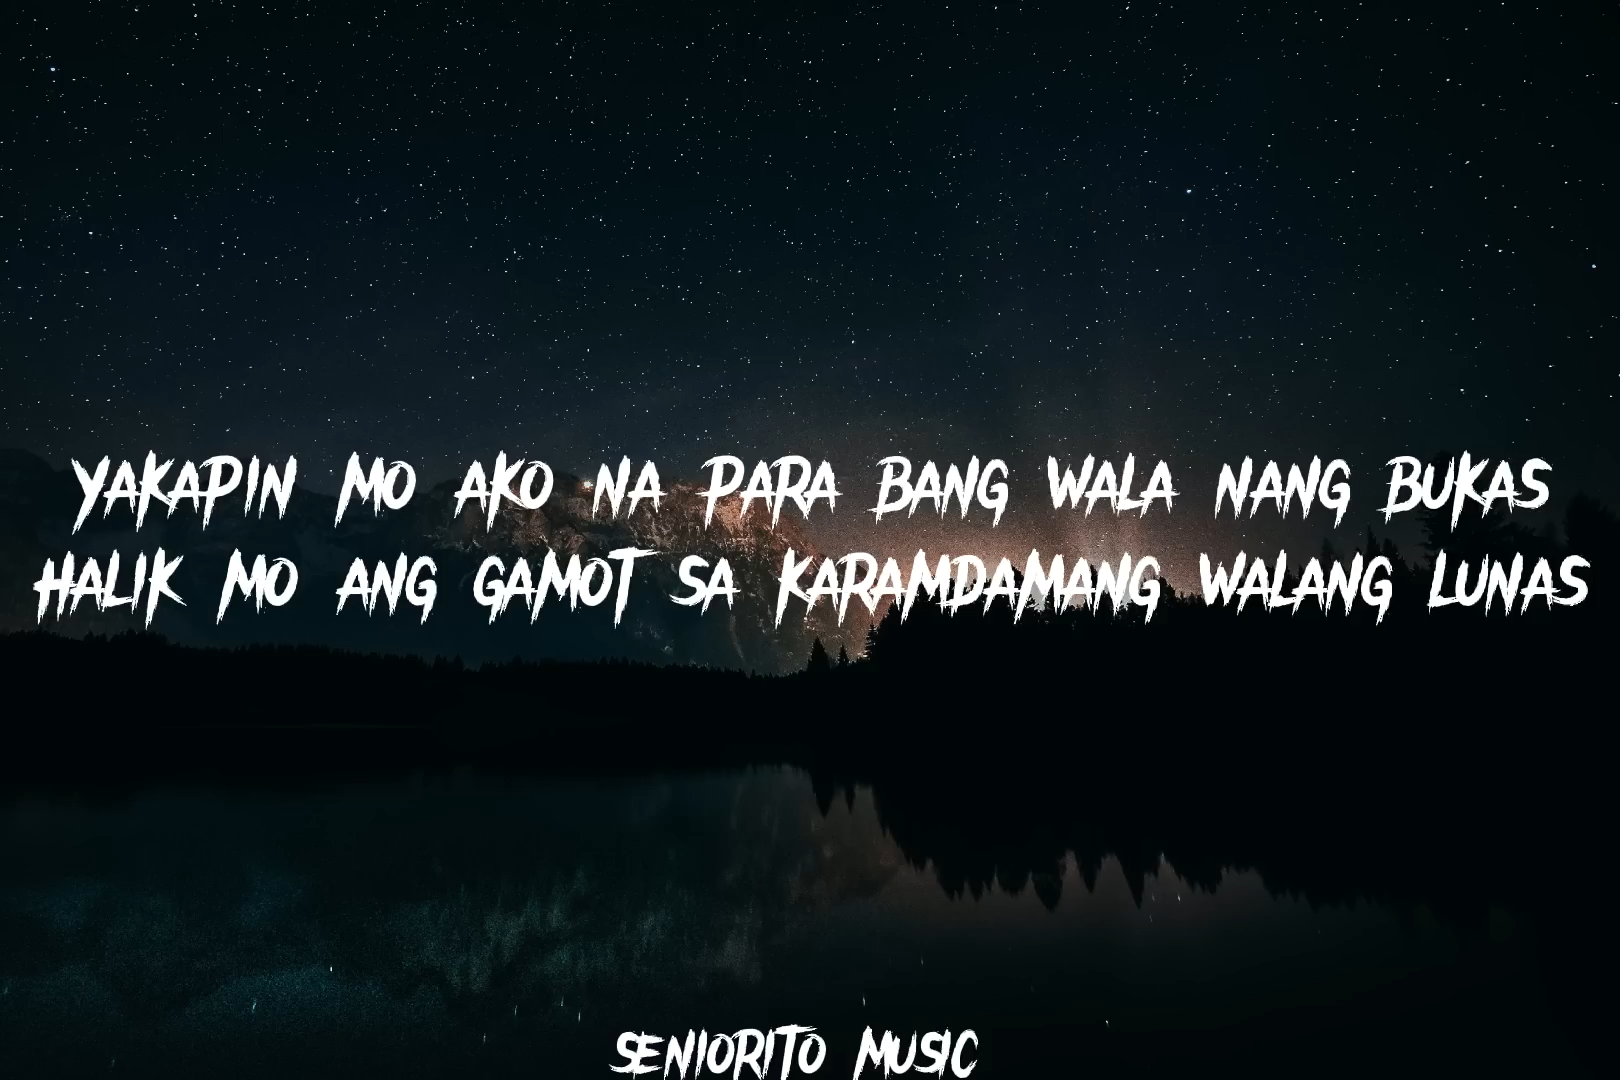 YAKAPIN MO AKO NA PARA BANG WALA NANG BUKAS
HALIK MO ANG GAMOT SA KARAMDAMANG WALANG LUNAS
SENIORITO MUSIC